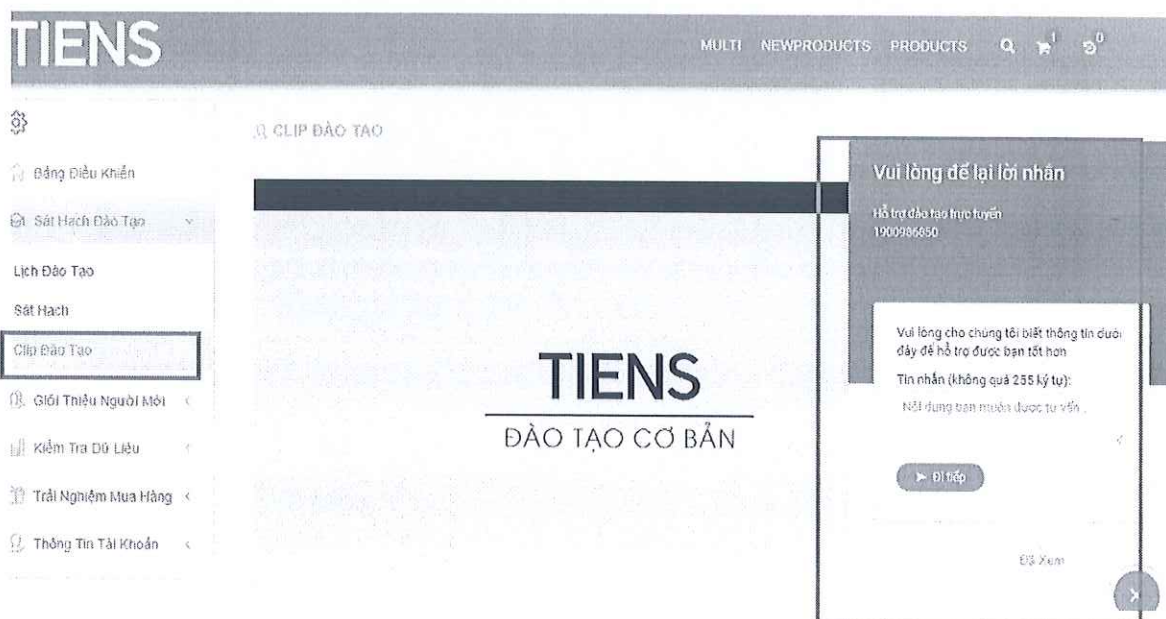 TIENS
MULTI NEWPRODUCTS PRODUCTS 1 0
CLIP ĐÀO TẠO
Bảng Điều Khiển
Sát Hạch Đào Tạo
Lịch Đào Tạo
Sát Hạch
Clip Đào Tạo
Giới Thiệu Người Mới
Kiểm Tra Dữ Liệu
Trải Nghiệm Mua Hàng
Thông Tin Tài Khoản
TIENS
ĐÀO TẠO CƠ BẢN
Vui lòng để lại lời nhắn
Hỗ trợ đào tạo trực tuyến
1900986850
Vui lòng cho chúng tôi biết thông tin dưới
đây để hỗ trợ được bạn tốt hơn
Tin nhắn (không quá 255 ký tự):
Nội dung bạn muốn được tư vấn .
Đi tiếp
Đã Xem